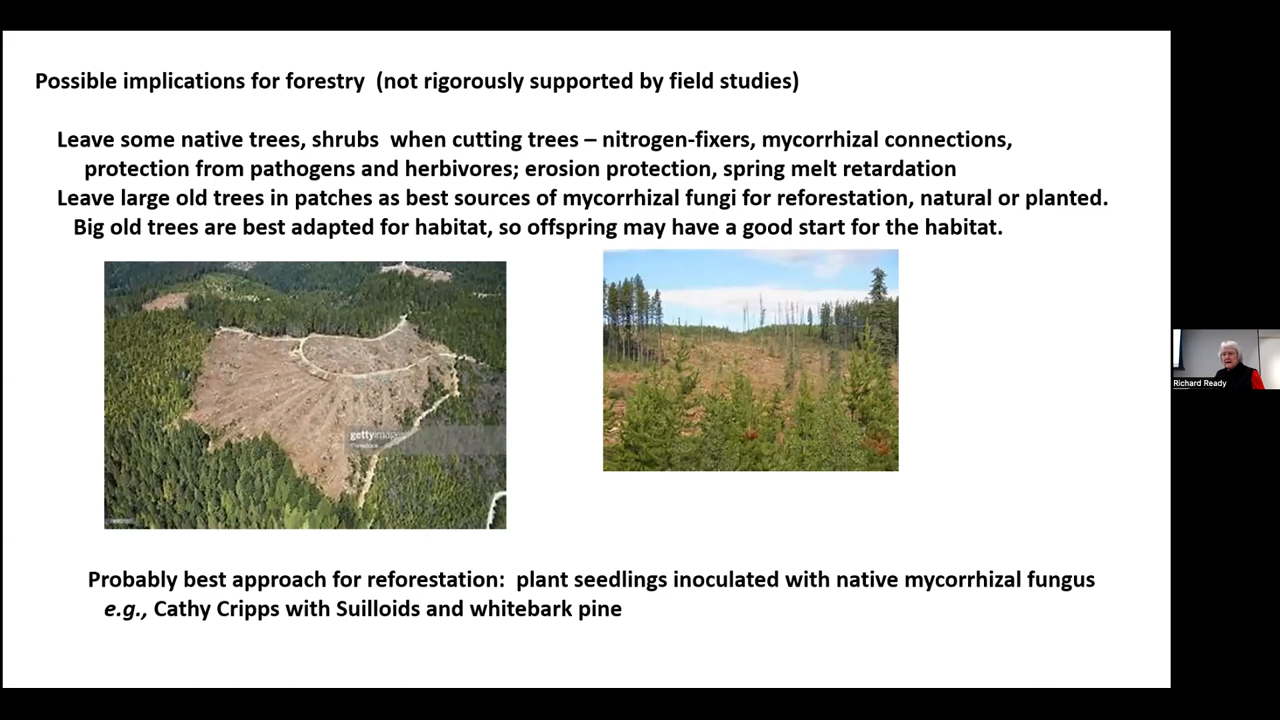 Possible implications for forestry (not rigorously supported by field studies)
Leave some native trees, shrubs when cutting trees – nitrogen-fixers, mycorrhizal connections,
protection from pathogens and herbivores; erosion protection, spring melt retardation
Leave large old trees in patches as best sources of mycorrhizal fungi for reforestation, natural or planted.
Big old trees are best adapted for habitat, so offspring may have a good start for the habitat.
gettyimages
Probably best approach for reforestation: plant seedlings inoculated with native mycorrhizal fungus
e.g., Cathy Cripps with Suilloids and whitebark pine
Richard Ready